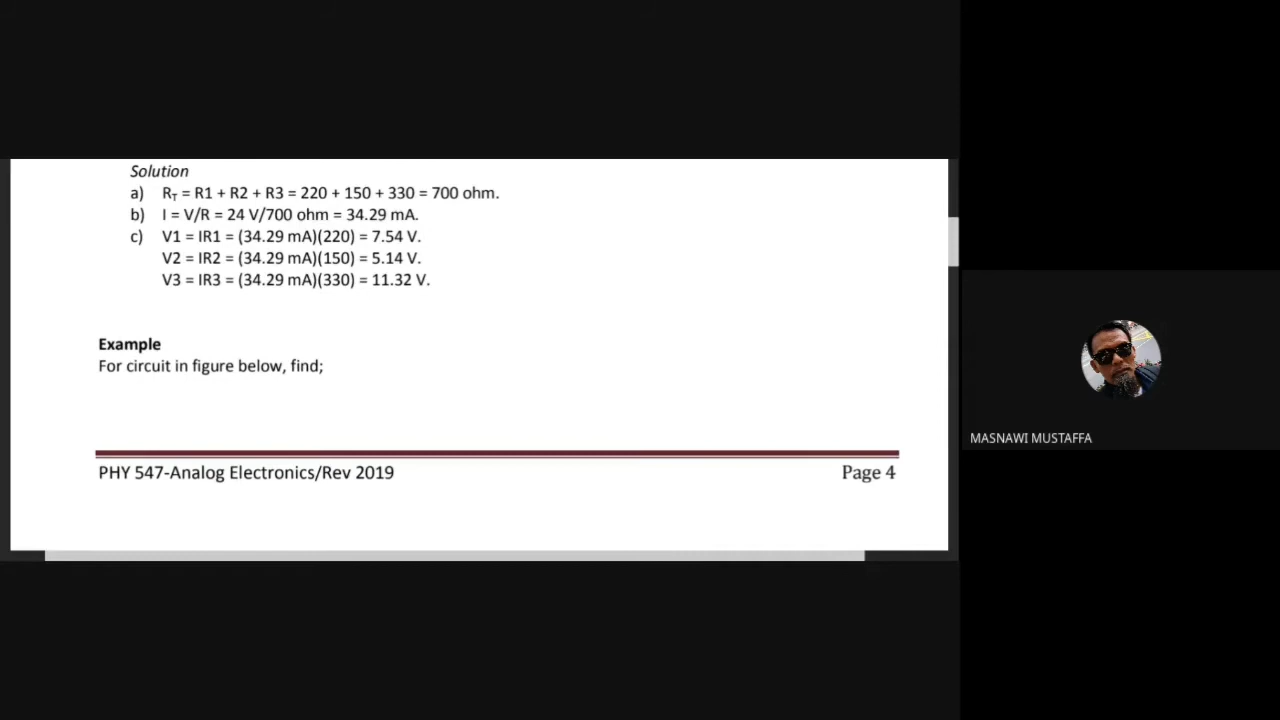 Solution
a) R_T = R1 + R2 + R3 = 220 + 150 + 330 = 700 ohm.
b) I = V/R = 24 V/700 ohm = 34.29 mA.
c) V1 = IR1 = (34.29 mA)(220) = 7.54 V.
V2 = IR2 = (34.29 mA)(150) = 5.14 V.
V3 = IR3 = (34.29 mA)(330) = 11.32 V.
Example
For circuit in figure below, find;
PHY 547-Analog Electronics/Rev 2019 Page 4
MASNAWI MUSTAFFA